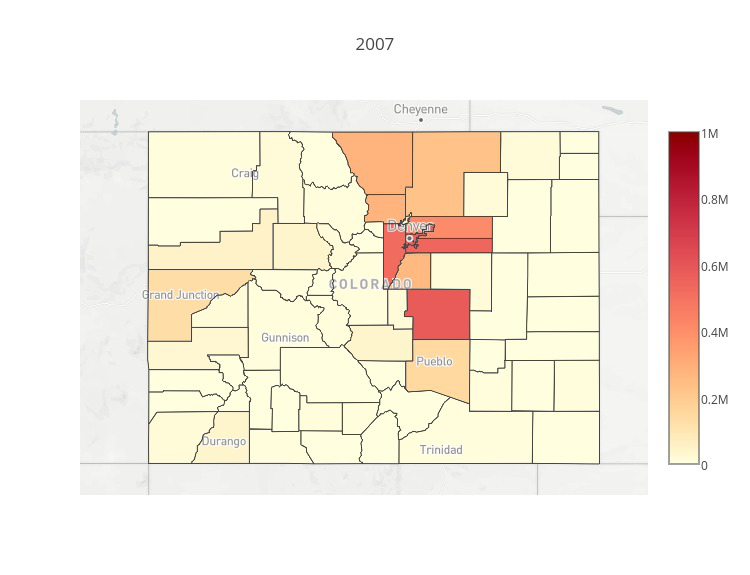 2007
Cheyenne
Craig
Denver
COLORADO
Grand Junction
Gunnison
Pueblo
Durango
Trinidad
1M
0.8M
0.6M
0.4M
0.2M
0